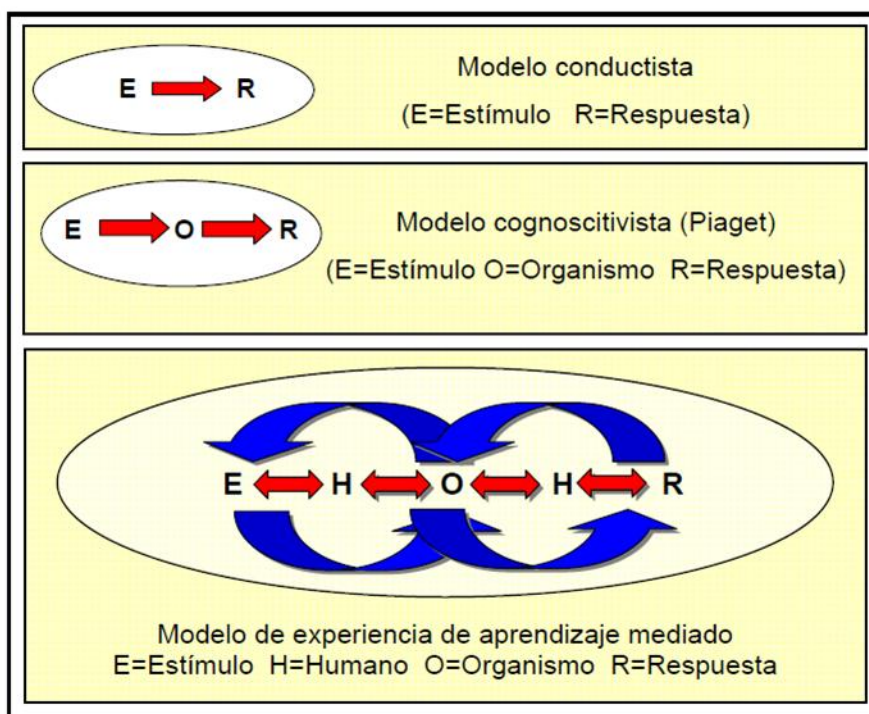 E R
Modelo conductista
(E=Estímulo R=Respuesta)
E O R
Modelo cognoscitivista (Piaget)
(E=Estímulo O=Organismo R=Respuesta)
E H O H R
Modelo de experiencia de aprendizaje mediado
E=Estímulo H=Humano O=Organismo R=Respuesta